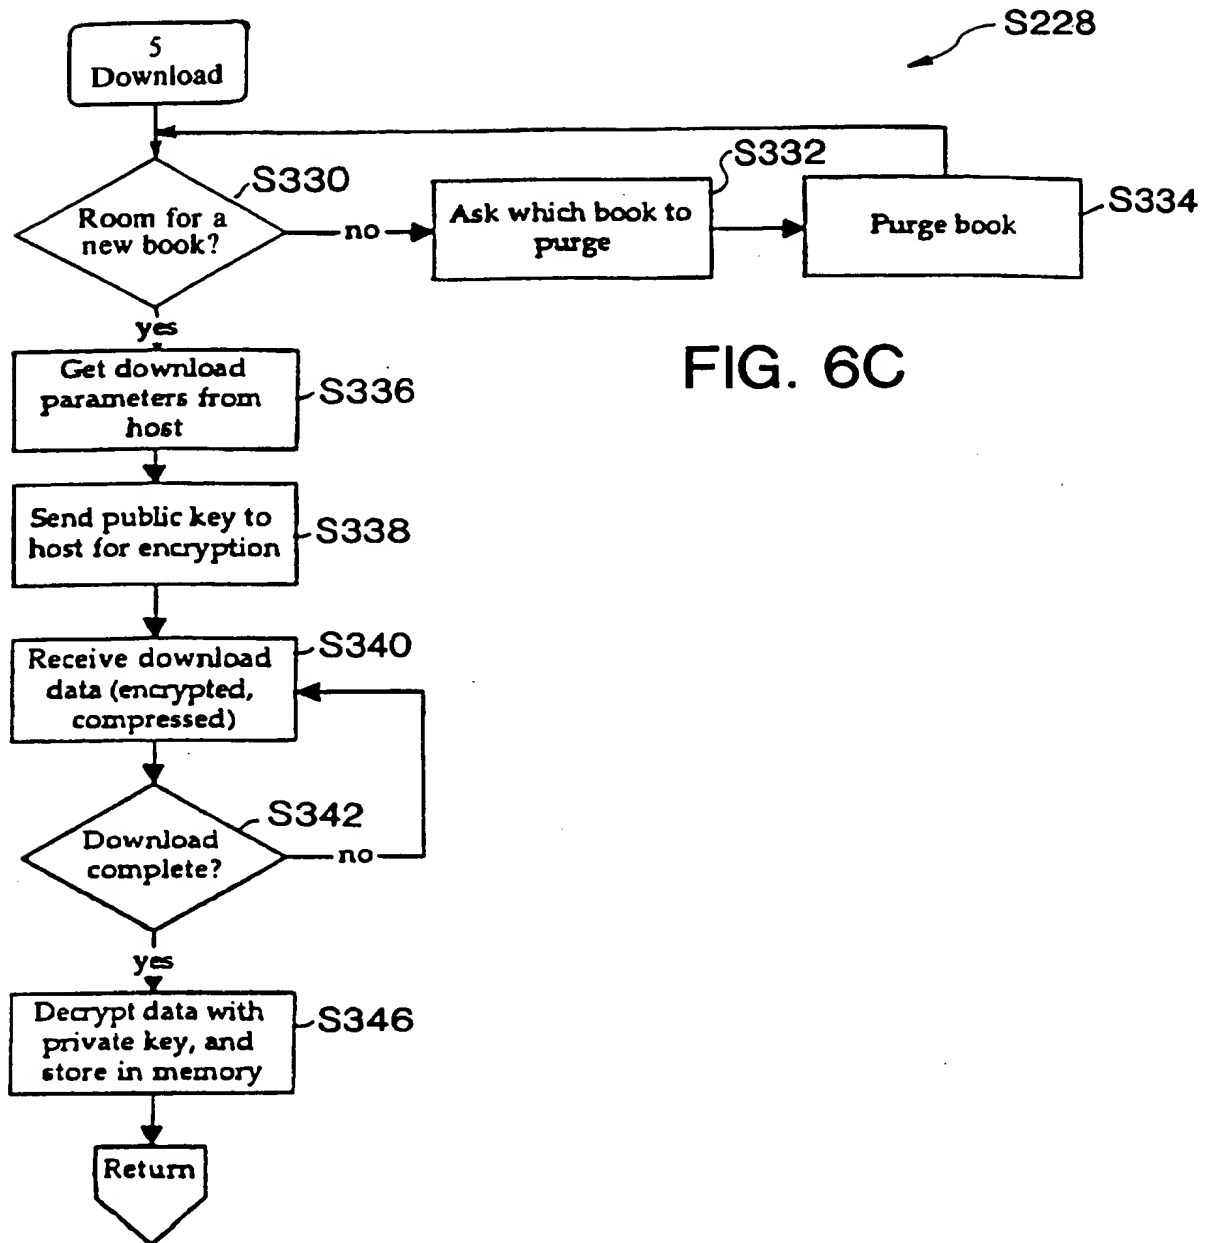 S228
5
Download
S330
Room for a
new book?
no
S332
Ask which book to
purge
Purge book
S334
yes
FIG. 6C
Get download
parameters from
host
S336
Send public key to
host for encryption
S338
S340
Receive download
data (encrypted,
compressed)
S342
Download
complete?
no
yes
Decrypt data with
private key, and
store in memory
S346
Return